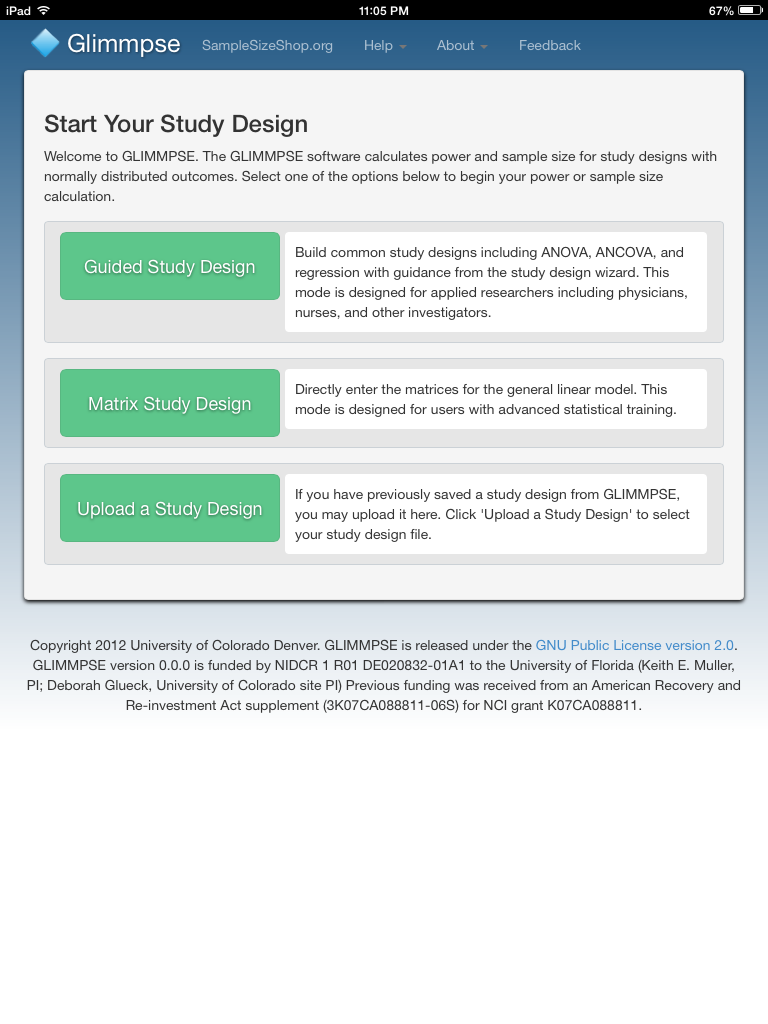 iPad 11:05 PM 67%
Glimmpse SampleSizeShop.org Help About Feedback
Start Your Study Design
Welcome to GLIMMPSE. The GLIMMPSE software calculates power and sample size for study designs with
normally distributed outcomes. Select one of the options below to begin your power or sample size
calculation.
Guided Study Design
Build common study designs including ANOVA, ANCOVA, and
regression with guidance from the study design wizard. This
mode is designed for applied researchers including physicians,
nurses, and other investigators.
Matrix Study Design
Directly enter the matrices for the general linear model. This
mode is designed for users with advanced statistical training.
Upload a Study Design
If you have previously saved a study design from GLIMMPSE,
you may upload it here. Click 'Upload a Study Design' to select
your study design file.
Copyright 2012 University of Colorado Denver. GLIMMPSE is released under the GNU Public License version 2.0.
GLIMMPSE version 0.0.0 is funded by NIDCR 1 R01 DE020832-01A1 to the University of Florida (Keith E. Muller,
PI; Deborah Glueck, University of Colorado site PI) Previous funding was received from an American Recovery and
Re-investment Act supplement (3K07CA088811-06S) for NCI grant K07CA088811.